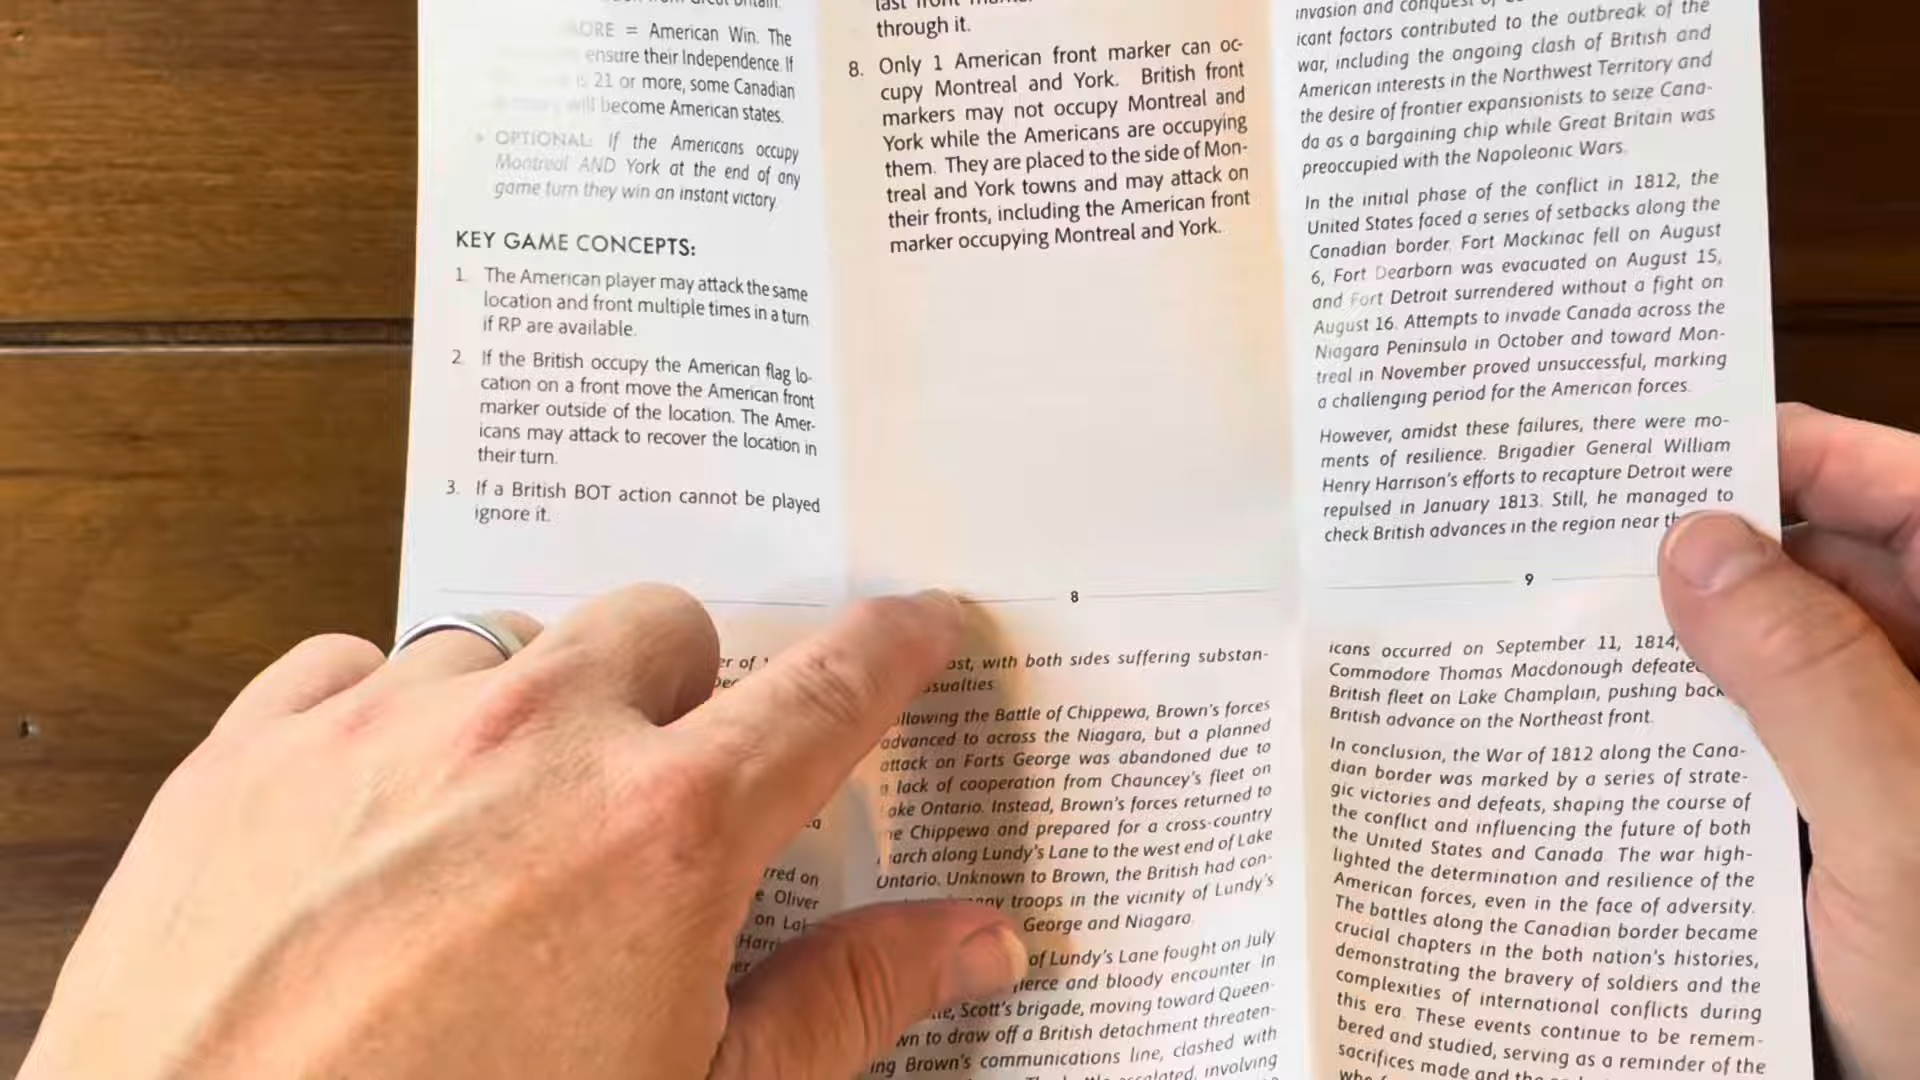 ORE = American Win. The
ensure their Independence. If
is 21 or more, some Canadian
will become American states.
OPTIONAL: If the Americans occupy
Montreal AND York at the end of any
game turn they win an instant victory.
KEY GAME CONCEPTS:
1. The American player may attack the same
location and front multiple times in a turn
if RP are available.
2. If the British occupy the American flag lo-
cation on a front move the American front
marker outside of the location. The Amer-
icans may attack to recover the location in
their turn.
3. If a British BOT action cannot be played
ignore it.
through it.
8. Only 1 American front marker can oc-
cupy Montreal and York. British front
markers may not occupy Montreal and
York while the Americans are occupying
them. They are placed to the side of Mon-
treal and York towns and may attack on
their fronts, including the American front
marker occupying Montreal and York.
8
invasion and conquest of
icant factors contributed to the outbreak of the
war, including the ongoing clash of British and
American interests in the Northwest Territory and
the desire of frontier expansionists to seize Cana-
da as a bargaining chip while Great Britain was
preoccupied with the Napoleonic Wars.
In the initial phase of the conflict in 1812, the
United States faced a series of setbacks along the
Canadian border. Fort Mackinac fell on August
6, Fort Dearborn was evacuated on August 15,
and Fort Detroit surrendered without a fight on
August 16. Attempts to invade Canada across the
Niagara Peninsula in October and toward Mon-
treal in November proved unsuccessful, marking
a challenging period for the American forces.
However, amidst these failures, there were mo-
ments of resilience. Brigadier General William
Henry Harrison's efforts to recapture Detroit were
repulsed in January 1813. Still, he managed to
check British advances in the region near
9
er of
rred on
Oliver
on
with both sides suffering substan-
asualties
ollowing the Battle of Chippewa, Brown's forces
advanced to across the Niagara, but a planned
attack on Forts George was abandoned due to
a lack of cooperation from Chauncey's fleet on
ake Ontario. Instead, Brown's forces returned to
Chippewa and prepared for a cross-country
arch along Lundy's Lane to the west end of Lake
Ontario. Unknown to Brown, the British had con-
troops in the vicinity of Lundy's
George and Niagara.
of Lundy's Lane fought on July
ierce and bloody encounter. In
Scott's brigade, moving toward Queen-
wn to draw off a British detachment threaten-
ing Brown's communications line, clashed with
involving
icans occurred on September 11, 1814,
Commodore Thomas Macdonough defeated
British fleet on Lake Champlain, pushing back
British advance on the Northeast front.
In conclusion, the War of 1812 along the Cana-
dian border was marked by a series of strate-
gic victories and defeats, shaping the course of
the conflict and influencing the future of both
the United States and Canada. The war high-
lighted the determination and resilience of the
American forces, even in the face of adversity.
The battles along the Canadian border became
crucial chapters in the both nation's histories,
demonstrating the bravery of soldiers and the
complexities of international conflicts during
this era. These events continue to be remem-
bered and studied, serving as a reminder of the
sacrifices made and the